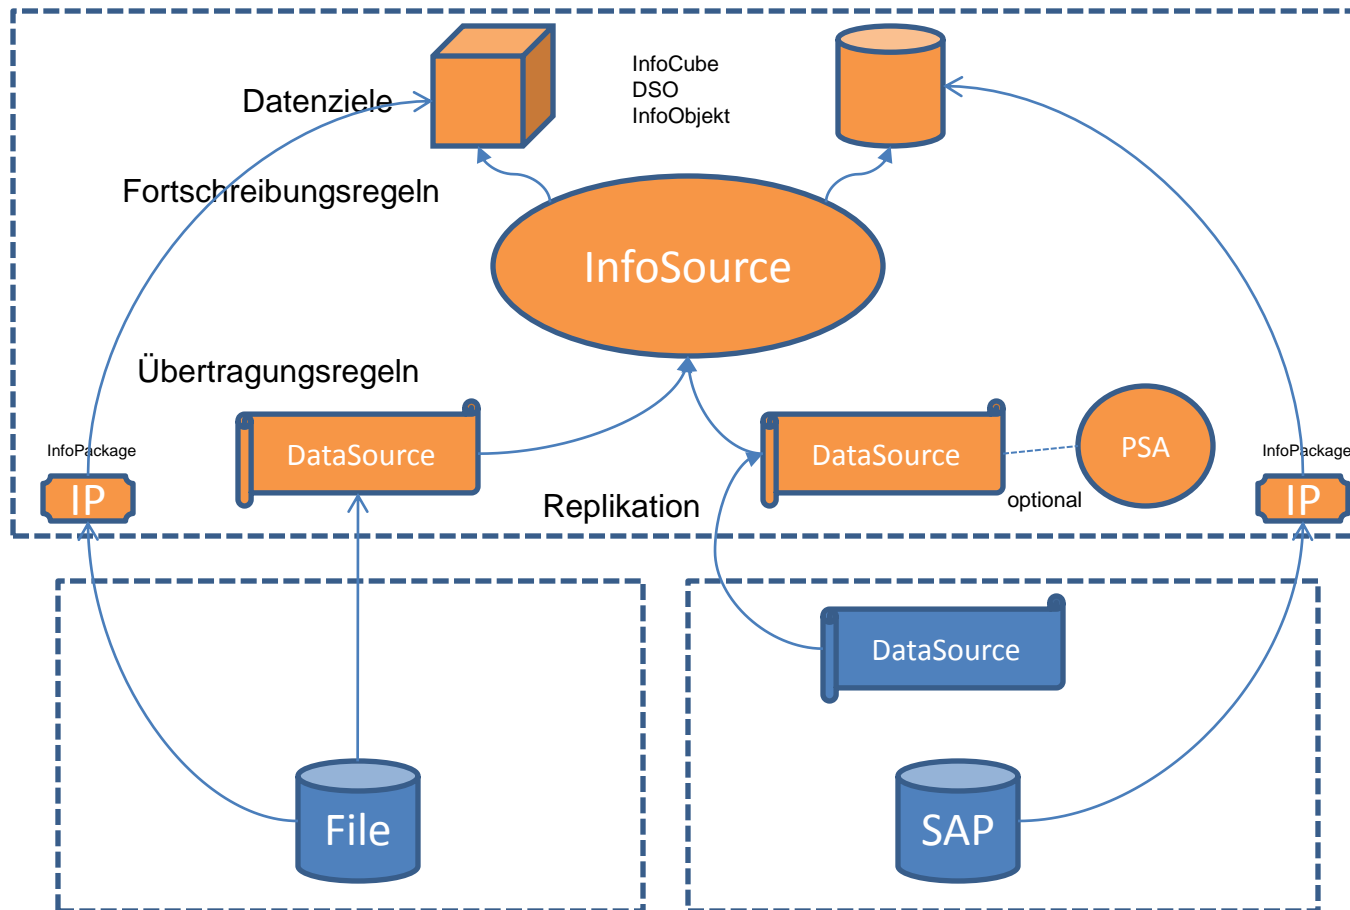 InfoCube
DSO
InfoObjekt
Datenziele
Fortschreibungsregeln
InfoSource
Übertragungsregeln
InfoPackage
IP
DataSource
DataSource
PSA
InfoPackage
IP
Replikation
optional
DataSource
File
SAP